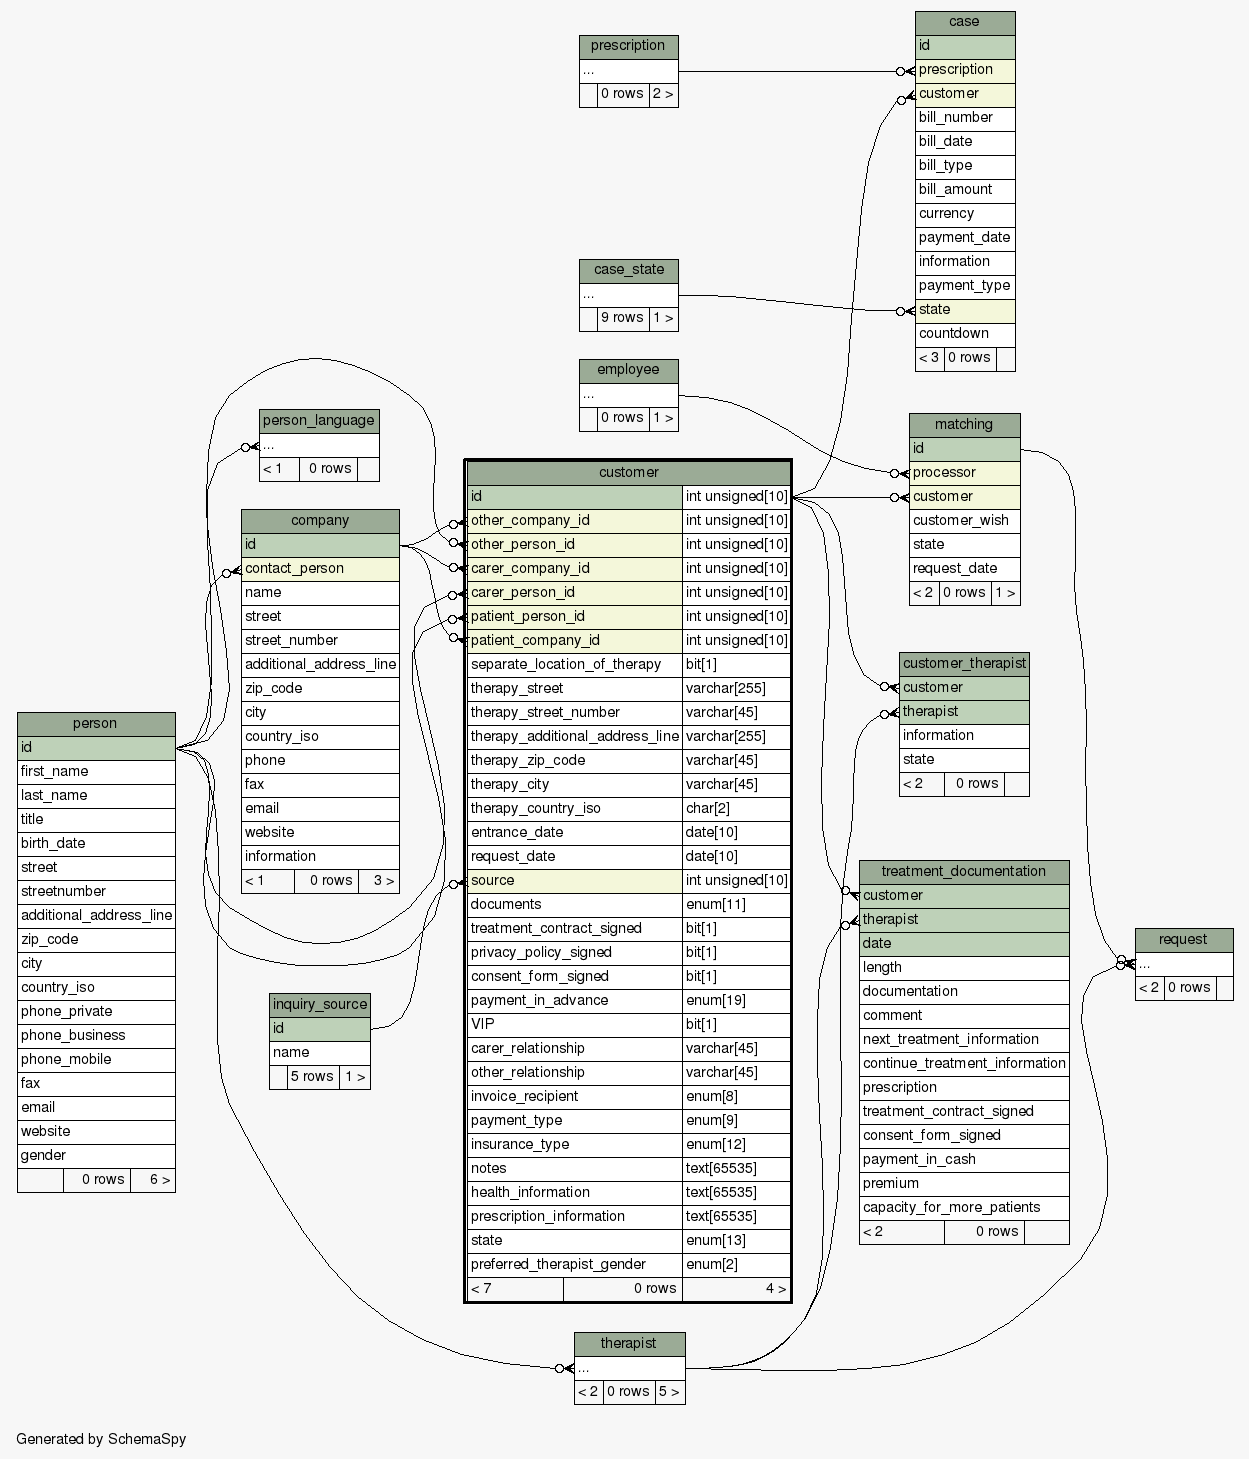 case
id
prescription
customer
bill_number
bill_date
bill_type
bill_amount
currency
payment_date
information
payment_type
state
countdown
< 3 0 rows
prescription
...
0 rows 2 >
case_state
...
9 rows 1 >
employee
...
0 rows 1 >
person_language
...
< 1 0 rows
matching
id
processor
customer
customer_wish
state
request_date
< 2 0 rows 1 >
company
id
contact_person
name
street
street_number
additional_address_line
zip_code
city
country_iso
phone
fax
email
website
information
< 1 0 rows 3 >
customer
id int unsigned[10]
other_company_id int unsigned[10]
other_person_id int unsigned[10]
carer_company_id int unsigned[10]
carer_person_id int unsigned[10]
patient_person_id int unsigned[10]
patient_company_id int unsigned[10]
separate_location_of_therapy bit[1]
therapy_street varchar[255]
therapy_street_number varchar[45]
therapy_additional_address_line varchar[255]
therapy_zip_code varchar[45]
therapy_city varchar[45]
therapy_country_iso char[2]
entrance_date date[10]
request_date date[10]
source int unsigned[10]
documents enum[11]
treatment_contract_signed bit[1]
privacy_policy_signed bit[1]
consent_form_signed bit[1]
payment_in_advance enum[19]
VIP bit[1]
carer_relationship varchar[45]
other_relationship varchar[45]
invoice_recipient enum[8]
payment_type enum[9]
insurance_type enum[12]
notes text[65535]
health_information text[65535]
prescription_information text[65535]
state enum[13]
preferred_therapist_gender enum[2]
< 7 0 rows 4 >
customer_therapist
customer
therapist
information
state
< 2 0 rows
person
id
first_name
last_name
title
birth_date
street
streetnumber
additional_address_line
zip_code
city
country_iso
phone_private
phone_business
phone_mobile
fax
email
website
gender
0 rows 6 >
treatment_documentation
customer
therapist
date
length
documentation
comment
next_treatment_information
continue_treatment_information
prescription
treatment_contract_signed
consent_form_signed
payment_in_cash
premium
capacity_for_more_patients
< 2 0 rows
request
...
< 2 0 rows
inquiry_source
id
name
5 rows 1 >
therapist
...
< 2 0 rows 5 >
Generated by SchemaSpy